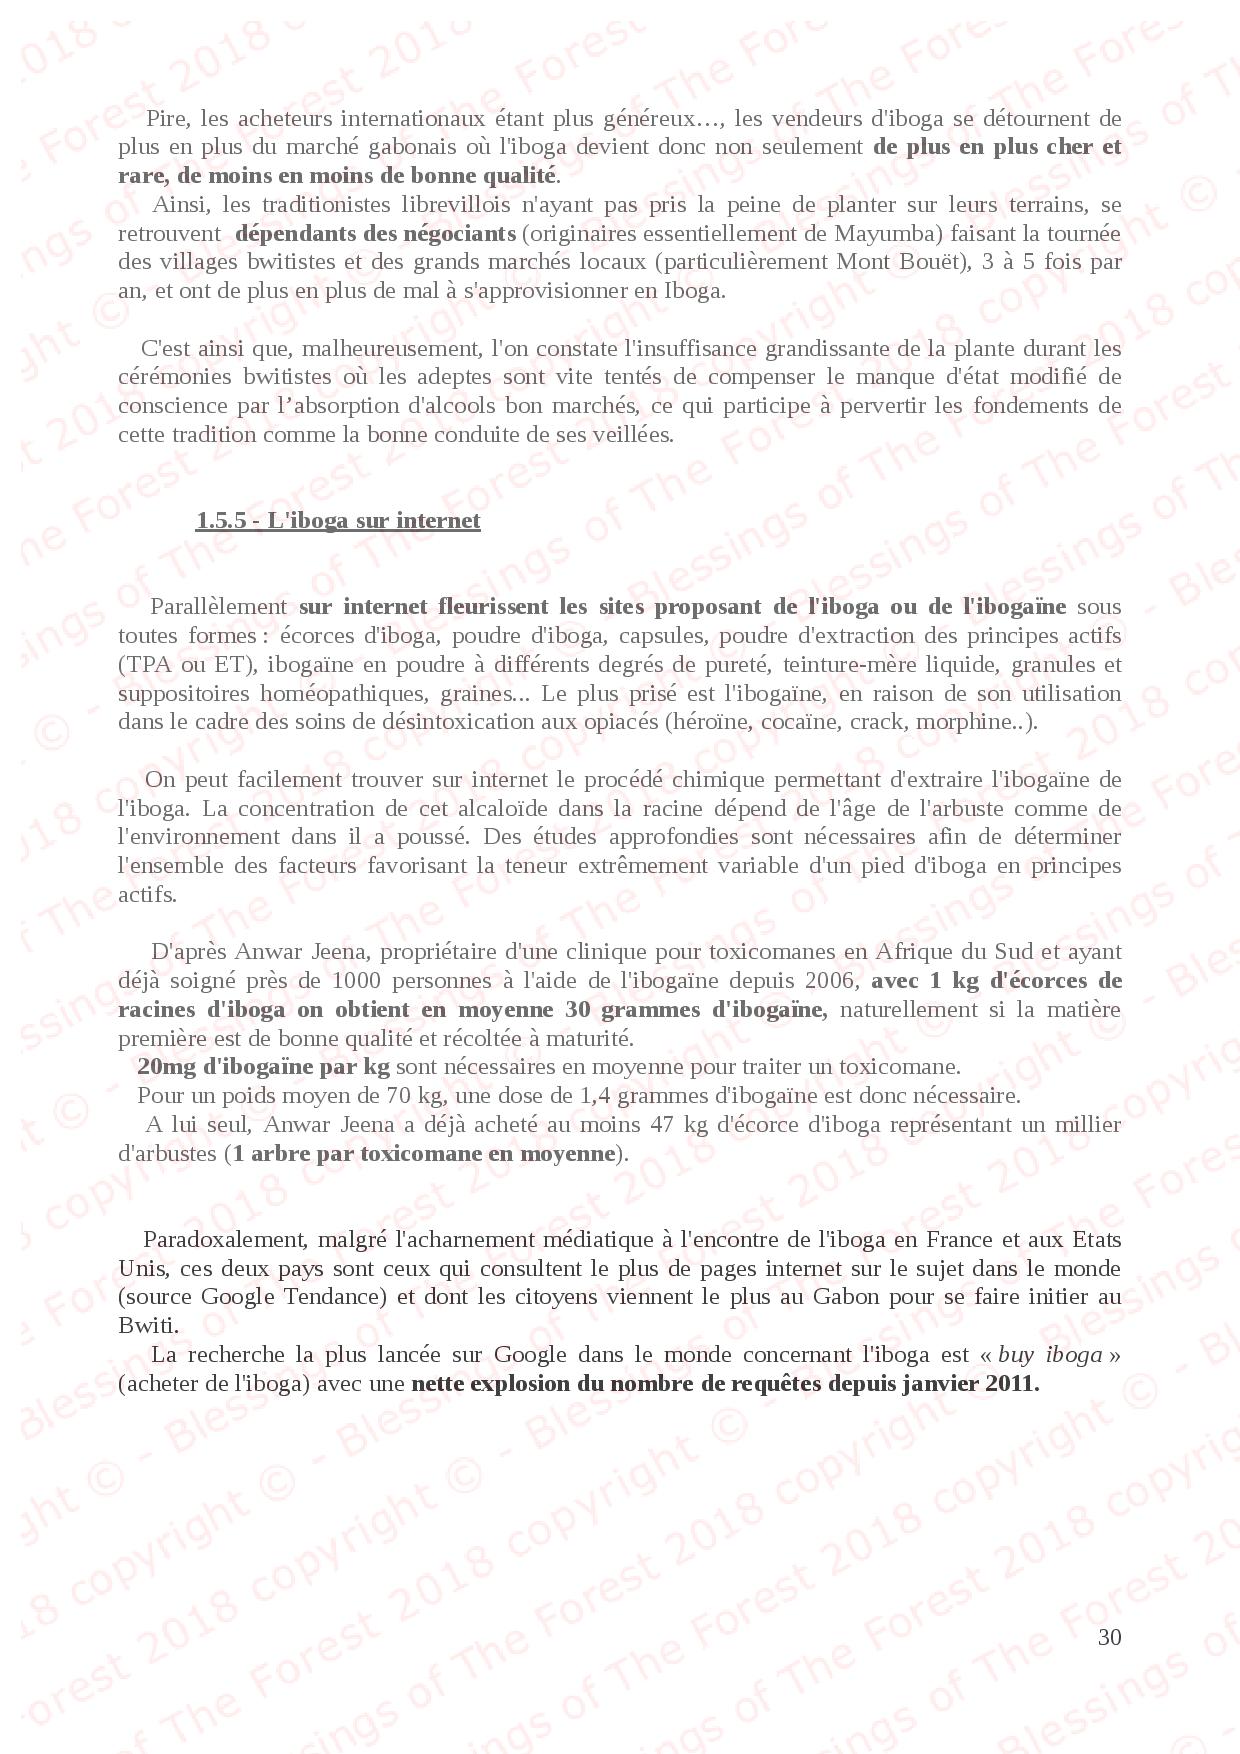 Pire, les acheteurs internationaux étant plus généreux…, les vendeurs d'iboga se détournent de
plus en plus du marché gabonais où l'iboga devient donc non seulement de plus en plus cher et
rare, de moins en moins de bonne qualité.
Ainsi, les traditionistes librevillois n'ayant pas pris la peine de planter sur leurs terrains, se
retrouvent dépendants des négociants (originaires essentiellement de Mayumba) faisant la tournée
des villages bwitistes et des grands marchés locaux (particulièrement Mont Bouët), 3 à 5 fois par
an, et ont de plus en plus de mal à s'approvisionner en Iboga.
C'est ainsi que, malheureusement, l'on constate l'insuffisance grandissante de la plante durant les
cérémonies bwitistes où les adeptes sont vite tentés de compenser le manque d'état modifié de
conscience par l’absorption d'alcools bon marchés, ce qui participe à pervertir les fondements de
cette tradition comme la bonne conduite de ses veillées.
1.5.5 - L'iboga sur internet
Parallèlement sur internet fleurissent les sites proposant de l'iboga ou de l'ibogaïne sous
toutes formes : écorces d'iboga, poudre d'iboga, capsules, poudre d'extraction des principes actifs
(TPA ou ET), ibogaïne en poudre à différents degrés de pureté, teinture-mère liquide, granules et
suppositoires homéopathiques, graines... Le plus prisé est l'ibogaïne, en raison de son utilisation
dans le cadre des soins de désintoxication aux opiacés (héroïne, cocaïne, crack, morphine..).
On peut facilement trouver sur internet le procédé chimique permettant d'extraire l'ibogaïne de
l'iboga. La concentration de cet alcaloïde dans la racine dépend de l'âge de l'arbuste comme de
l'environnement dans il a poussé. Des études approfondies sont nécessaires afin de déterminer
l'ensemble des facteurs favorisant la teneur extrêmement variable d'un pied d'iboga en principes
actifs.
D'après Anwar Jeena, propriétaire d'une clinique pour toxicomanes en Afrique du Sud et ayant
déjà soigné près de 1000 personnes à l'aide de l'ibogaïne depuis 2006, avec 1 kg d'écorces de
racines d'iboga on obtient en moyenne 30 grammes d'ibogaïne, naturellement si la matière
première est de bonne qualité et récoltée à maturité.
20mg d'ibogaïne par kg sont nécessaires en moyenne pour traiter un toxicomane.
Pour un poids moyen de 70 kg, une dose de 1,4 grammes d'ibogaïne est donc nécessaire.
A lui seul, Anwar Jeena a déjà acheté au moins 47 kg d'écorce d'iboga représentant un millier
d'arbustes (1 arbre par toxicomane en moyenne).
Paradoxalement, malgré l'acharnement médiatique à l'encontre de l'iboga en France et aux Etats
Unis, ces deux pays sont ceux qui consultent le plus de pages internet sur le sujet dans le monde
(source Google Tendance) et dont les citoyens viennent le plus au Gabon pour se faire initier au
Bwiti.
La recherche la plus lancée sur Google dans le monde concernant l'iboga est « buy iboga »
(acheter de l'iboga) avec une nette explosion du nombre de requêtes depuis janvier 2011.
30
© - Blessings of The Forest 2018 copyright